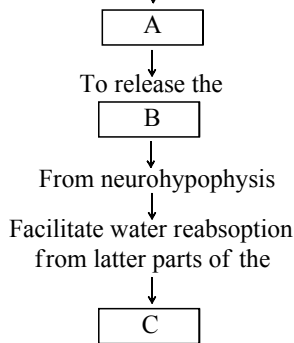 A
To release the
B
From neurohypophysis
Facilitate water reabsoption
from latter parts of the
C